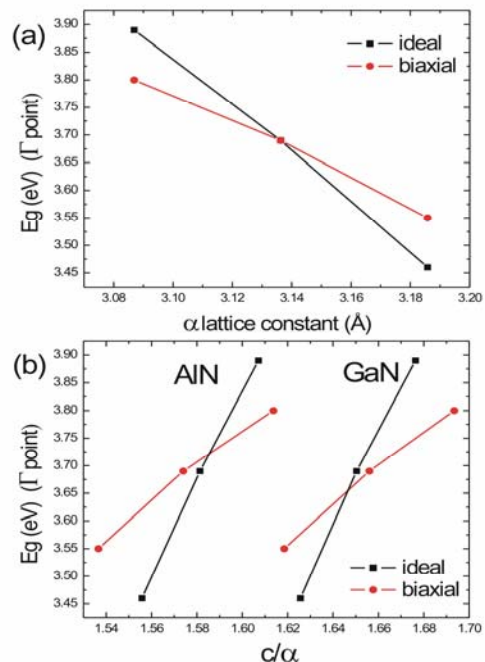 (a)
3.90
3.85
3.80
3.75
3.70
3.65
3.60
3.55
3.50
3.45
Eg (eV) (Γ point)
ideal
biaxial
3.08 3.10 3.12 3.14 3.16 3.18 3.20
α lattice constant (Å)
(b)
3.90
3.85
3.80
3.75
3.70
3.65
3.60
3.55
3.50
3.45
Eg (eV) (Γ point)
AlN GaN
ideal
biaxial
1.54 1.56 1.58 1.60 1.62 1.64 1.66 1.68 1.70
c/α